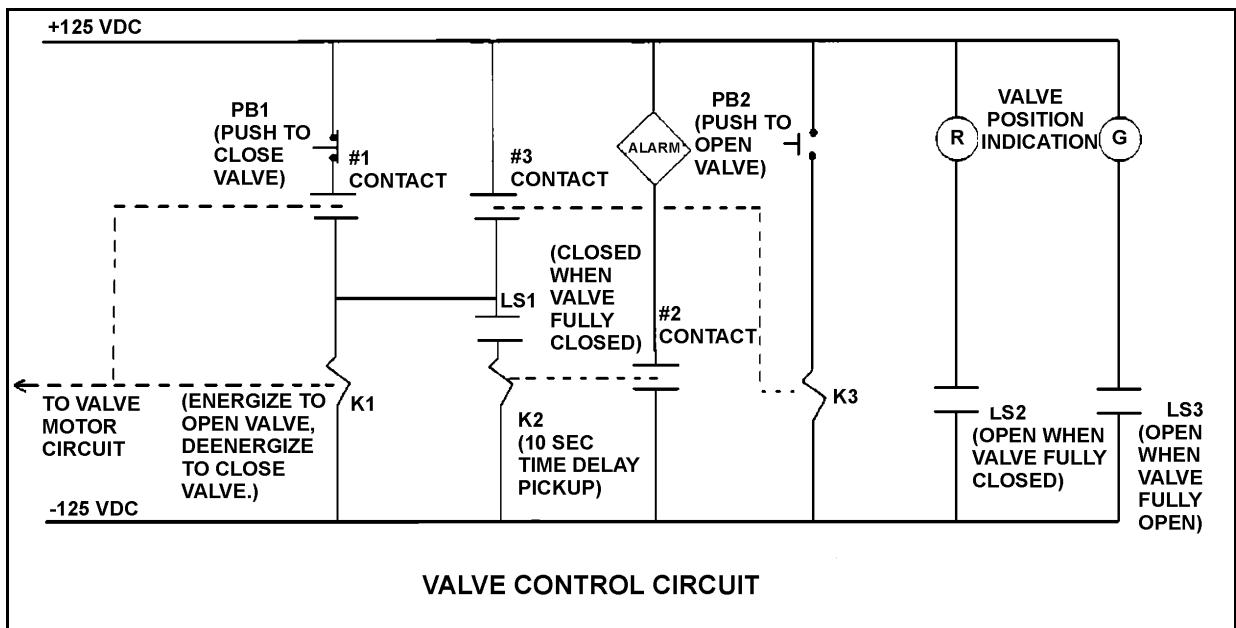 +125 VDC
PB1
(PUSH TO
CLOSE
VALVE)
#1
CONTACT
#3
CONTACT
ALARM
PB2
(PUSH TO
OPEN
VALVE)
R
VALVE
POSITION
INDICATION
G
LS1
(CLOSED
WHEN
VALVE
FULLY
CLOSED)
#2
CONTACT
TO VALVE
MOTOR
CIRCUIT
(ENERGIZE TO
OPEN VALVE,
DEENERGIZE
TO CLOSE
VALVE.)
K1
K2
(10 SEC
TIME DELAY
PICKUP)
K3
LS2
(OPEN WHEN
VALVE FULLY
CLOSED)
LS3
(OPEN
WHEN
VALVE
FULLY
OPEN)
-125 VDC
VALVE CONTROL CIRCUIT